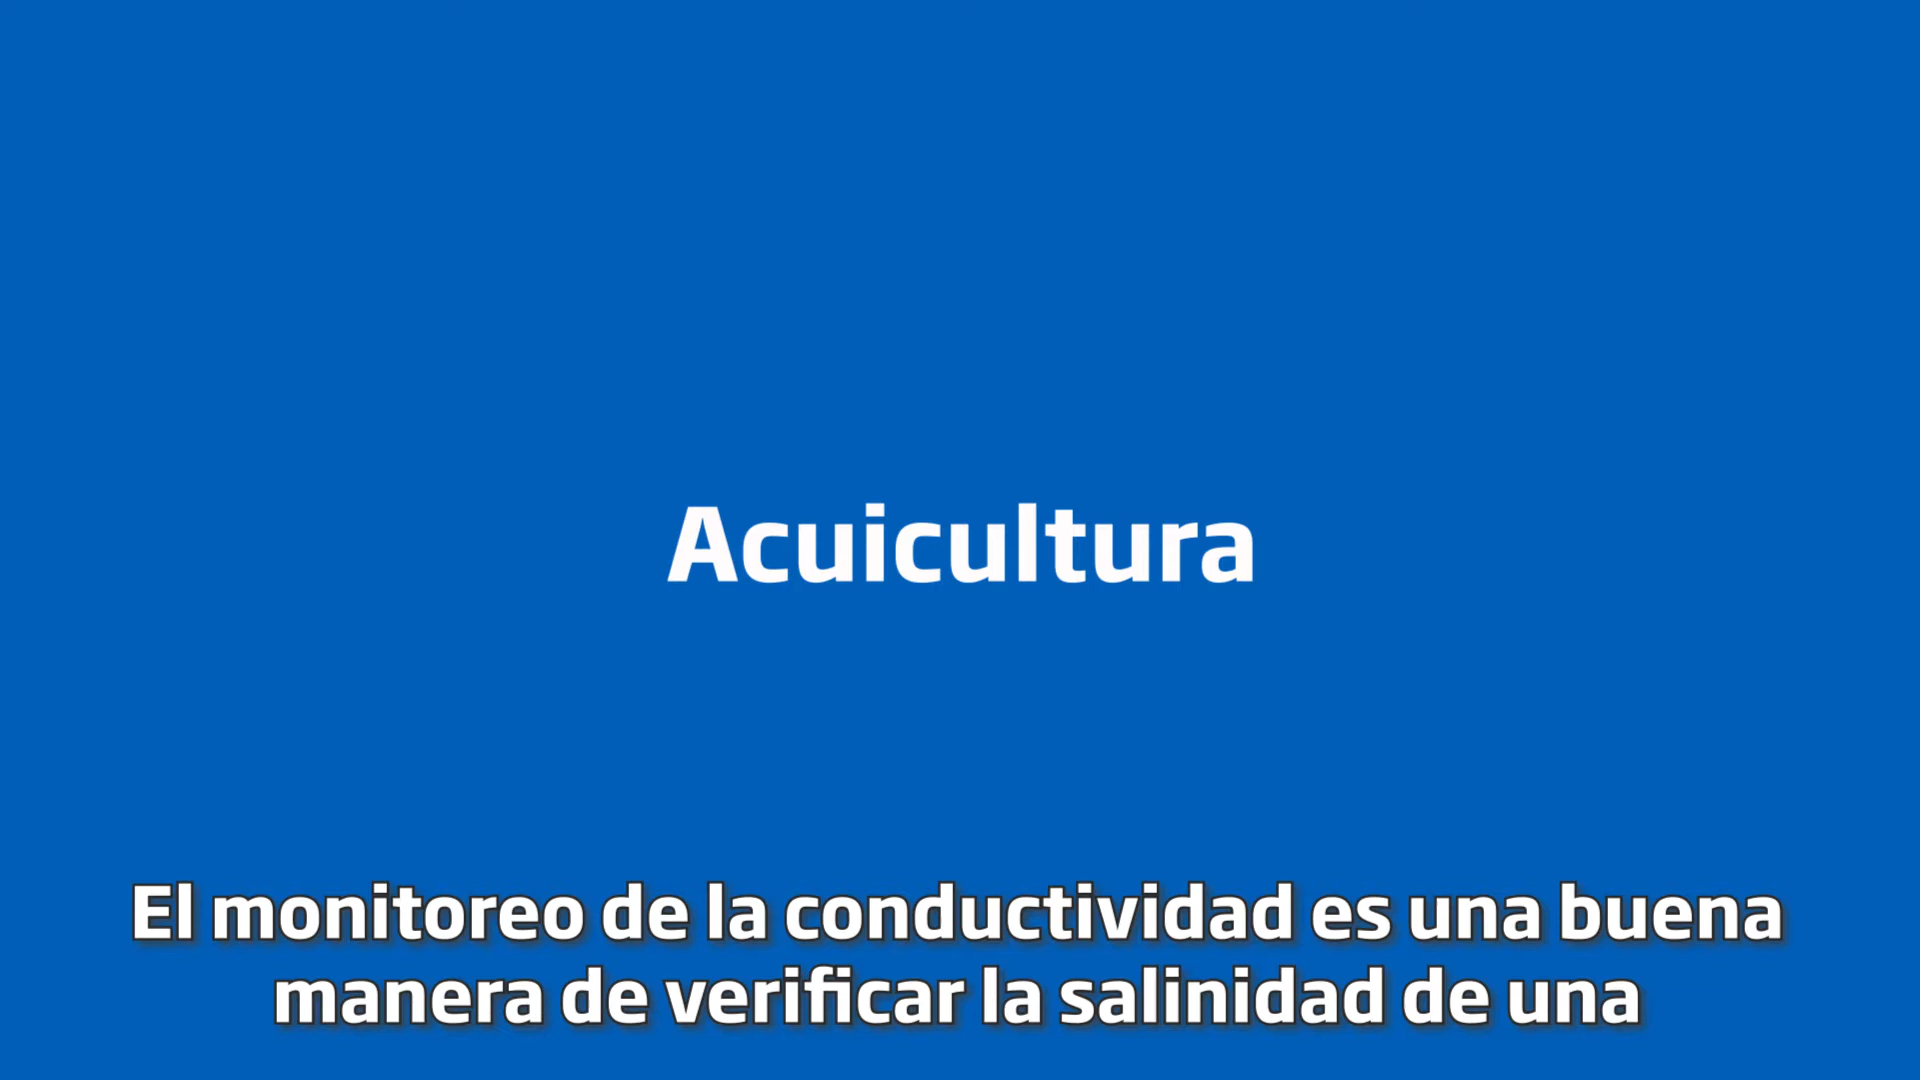 Acuicultura
El monitoreo de la conductividad es una buena
manera de verificar la salinidad de una